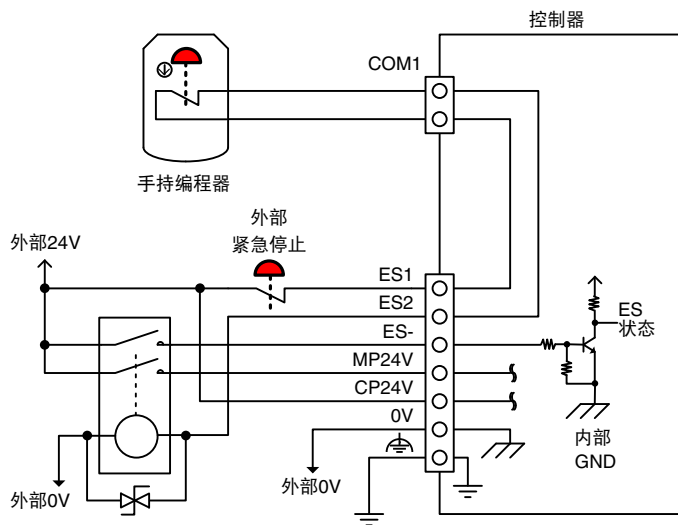 控制器
COM1
手持编程器
外部
紧急停止
外部24V
ES1
ES2
ES-
MP24V
CP24V
0V
ES
状态
内部
GND
外部0V
外部0V